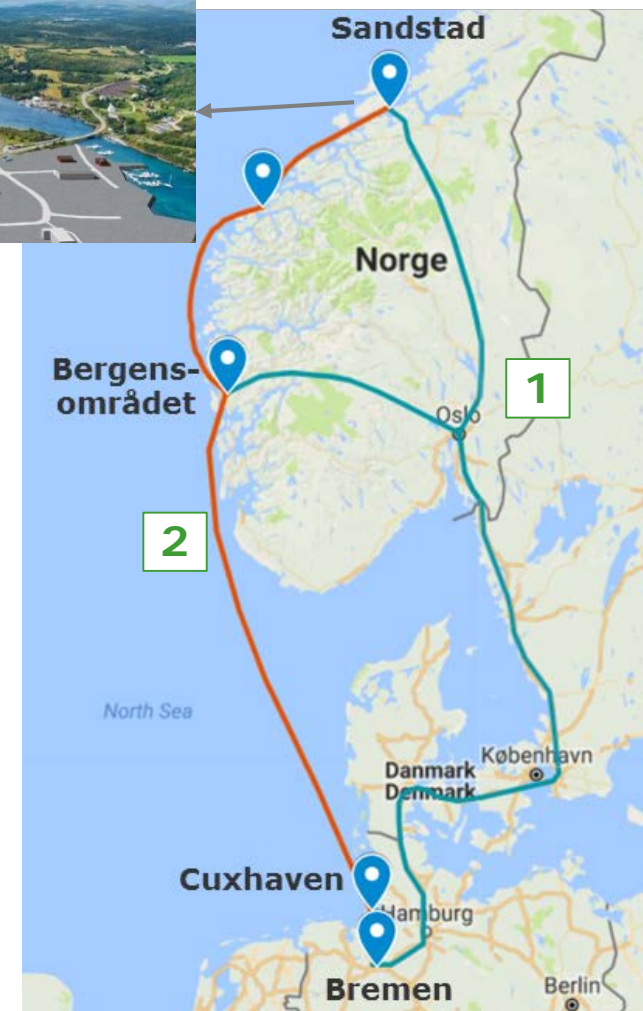 Sandstad
Norge
Bergens-
området
Oslo
1
2
North Sea
København
Danmark
Denmark
Cuxhaven
Hamburg
Bremen
Berlin